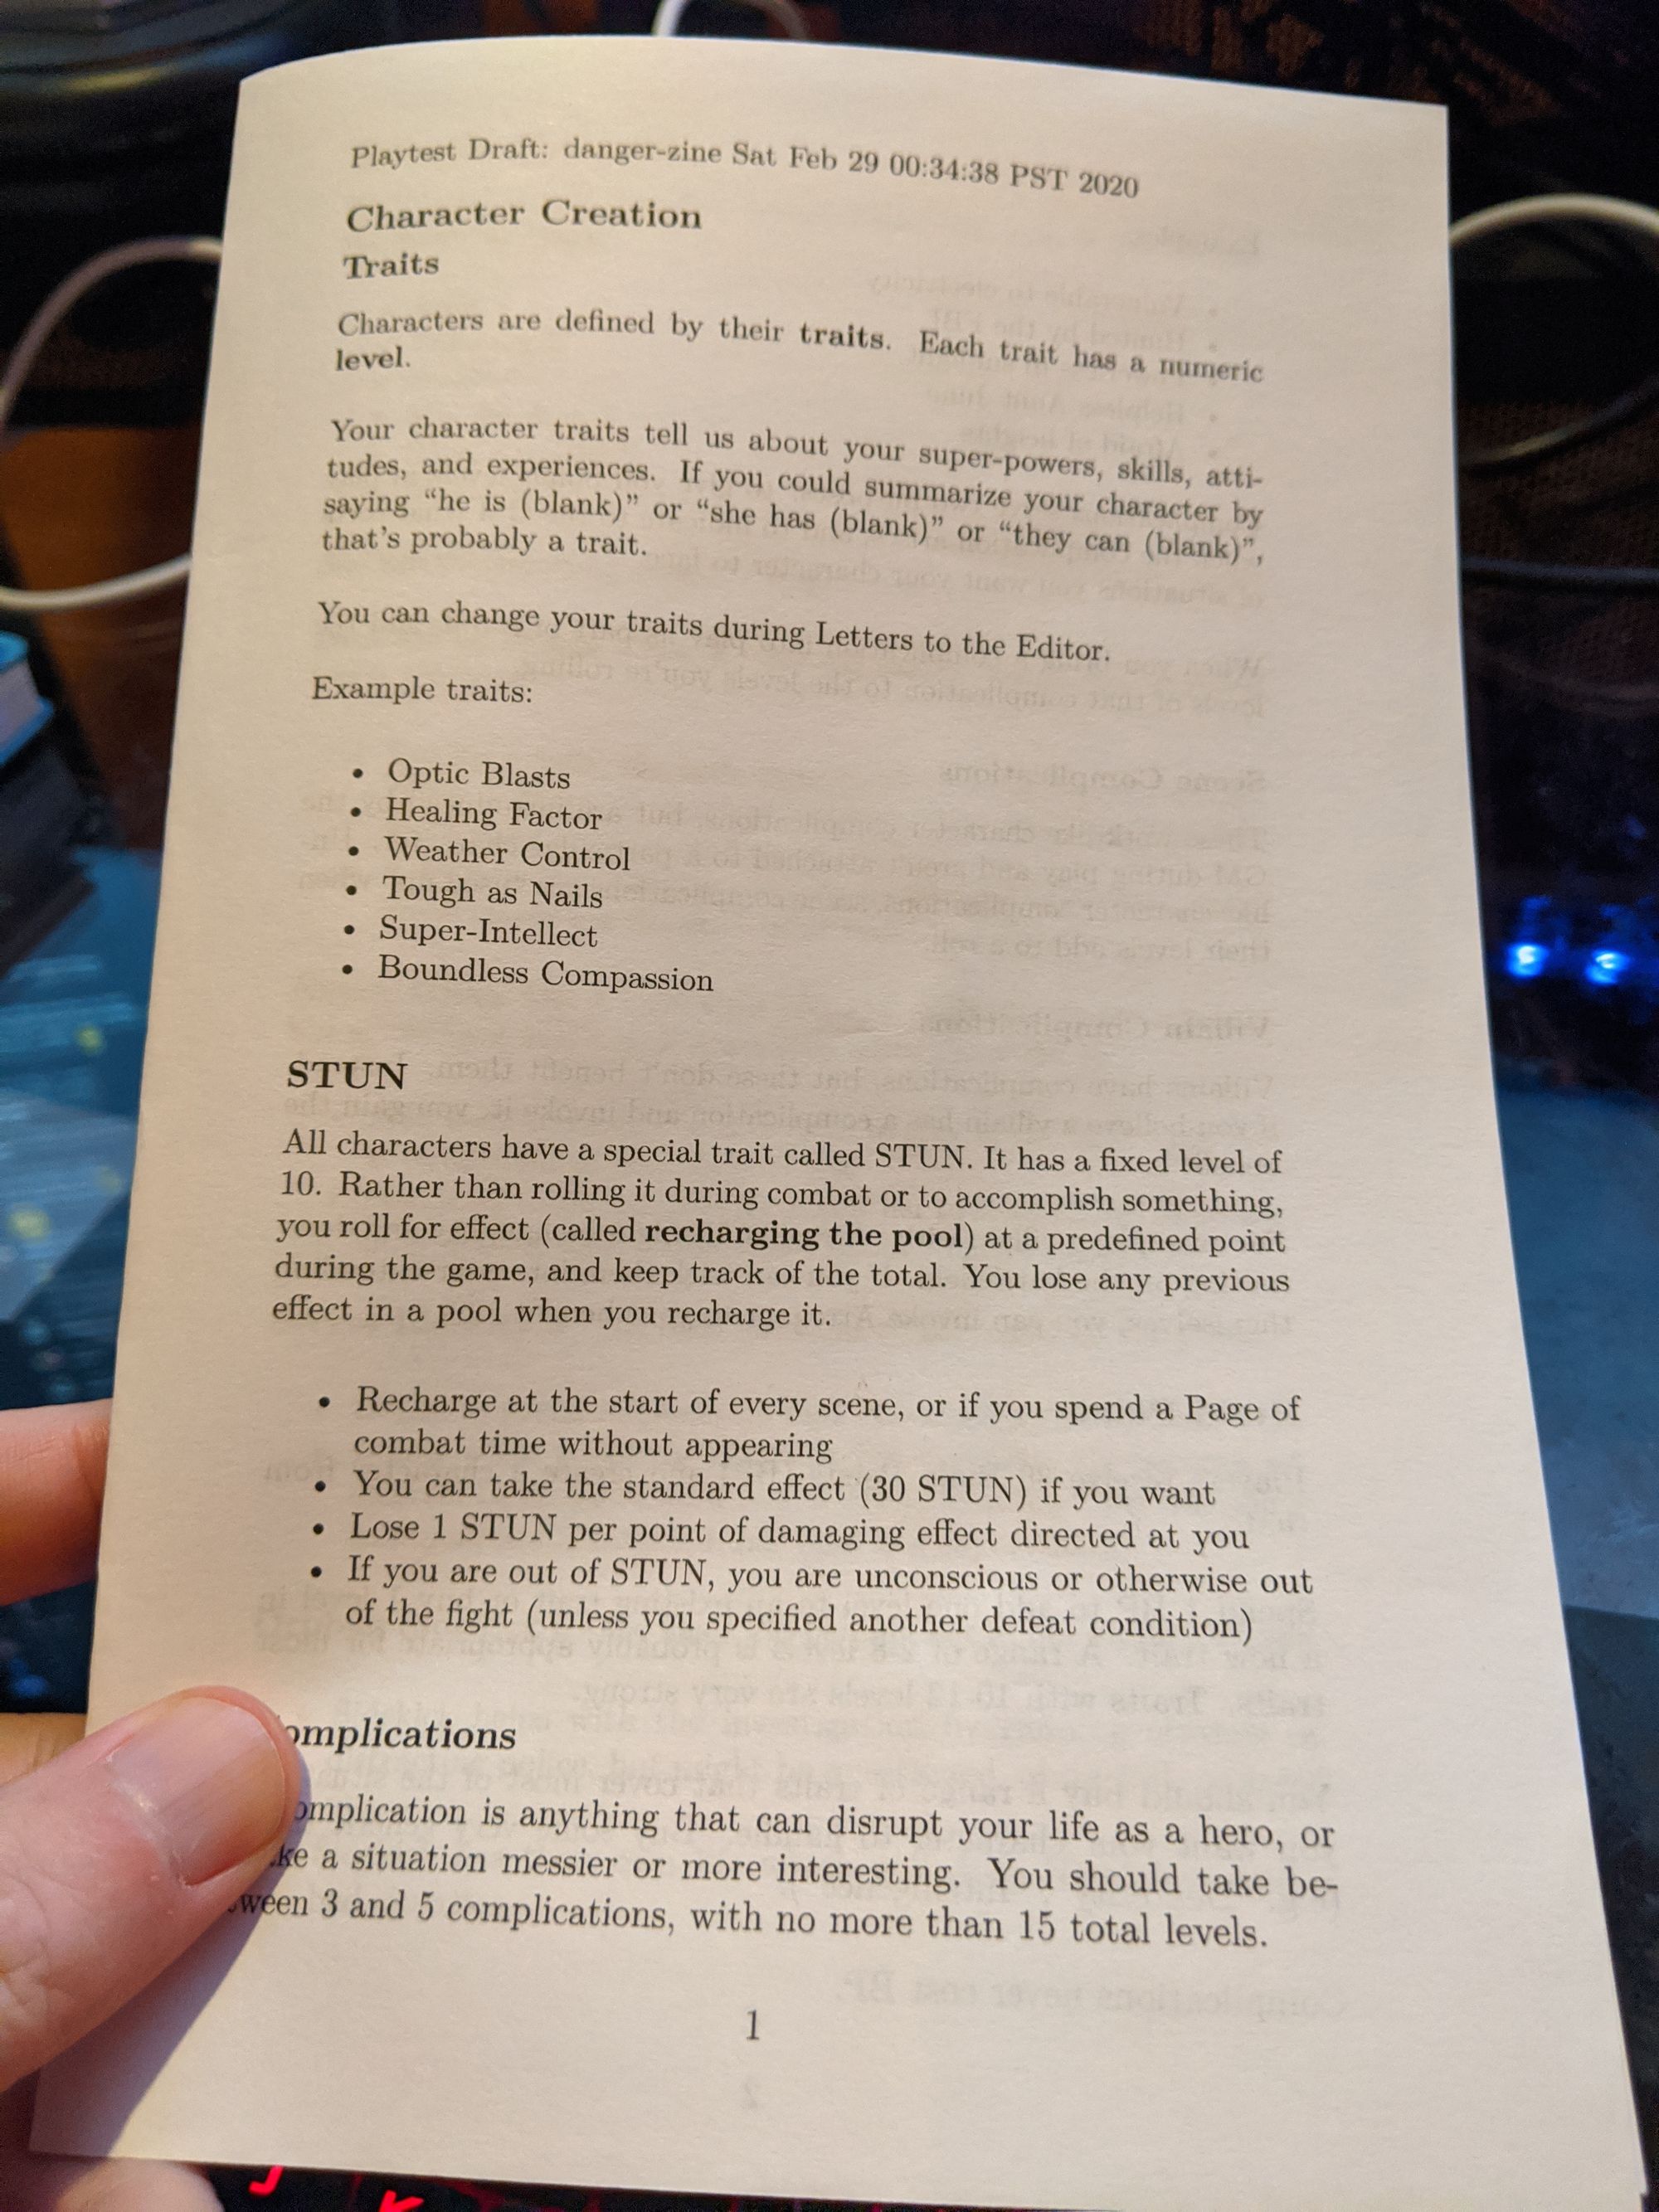 Playtest Draft: danger-zine Sat Feb 29 00:34:38 PST 2020
Character Creation
Traits
Characters are defined by their traits. Each trait has a numeric
level.
Your character traits tell us about your super-powers, skills, atti-
tudes, and experiences. If you could summarize your character by
saying “he is (blank)” or “she has (blank)” or “they can (blank)”,
that’s probably a trait.
You can change your traits during Letters to the Editor.
Example traits:
• Optic Blasts
• Healing Factor
• Weather Control
• Tough as Nails
• Super-Intellect
• Boundless Compassion
STUN
All characters have a special trait called STUN. It has a fixed level of
10. Rather than rolling it during combat or to accomplish something,
you roll for effect (called recharging the pool) at a predefined point
during the game, and keep track of the total. You lose any previous
effect in a pool when you recharge it.
• Recharge at the start of every scene, or if you spend a Page of
combat time without appearing
• You can take the standard effect (30 STUN) if you want
• Lose 1 STUN per point of damaging effect directed at you
• If you are out of STUN, you are unconscious or otherwise out
of the fight (unless you specified another defeat condition)
omplications
omplication is anything that can disrupt your life as a hero, or
ke a situation messier or more interesting. You should take be-
ween 3 and 5 complications, with no more than 15 total levels.
1